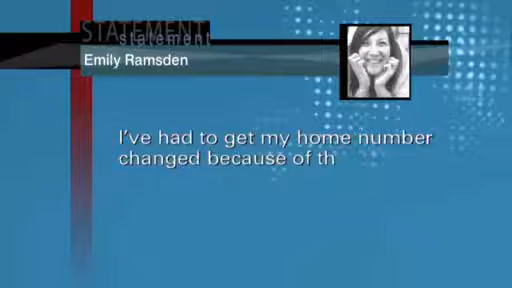 STATEMENT
statement
Emily Ramsden
I've had to get my home number
changed because of th